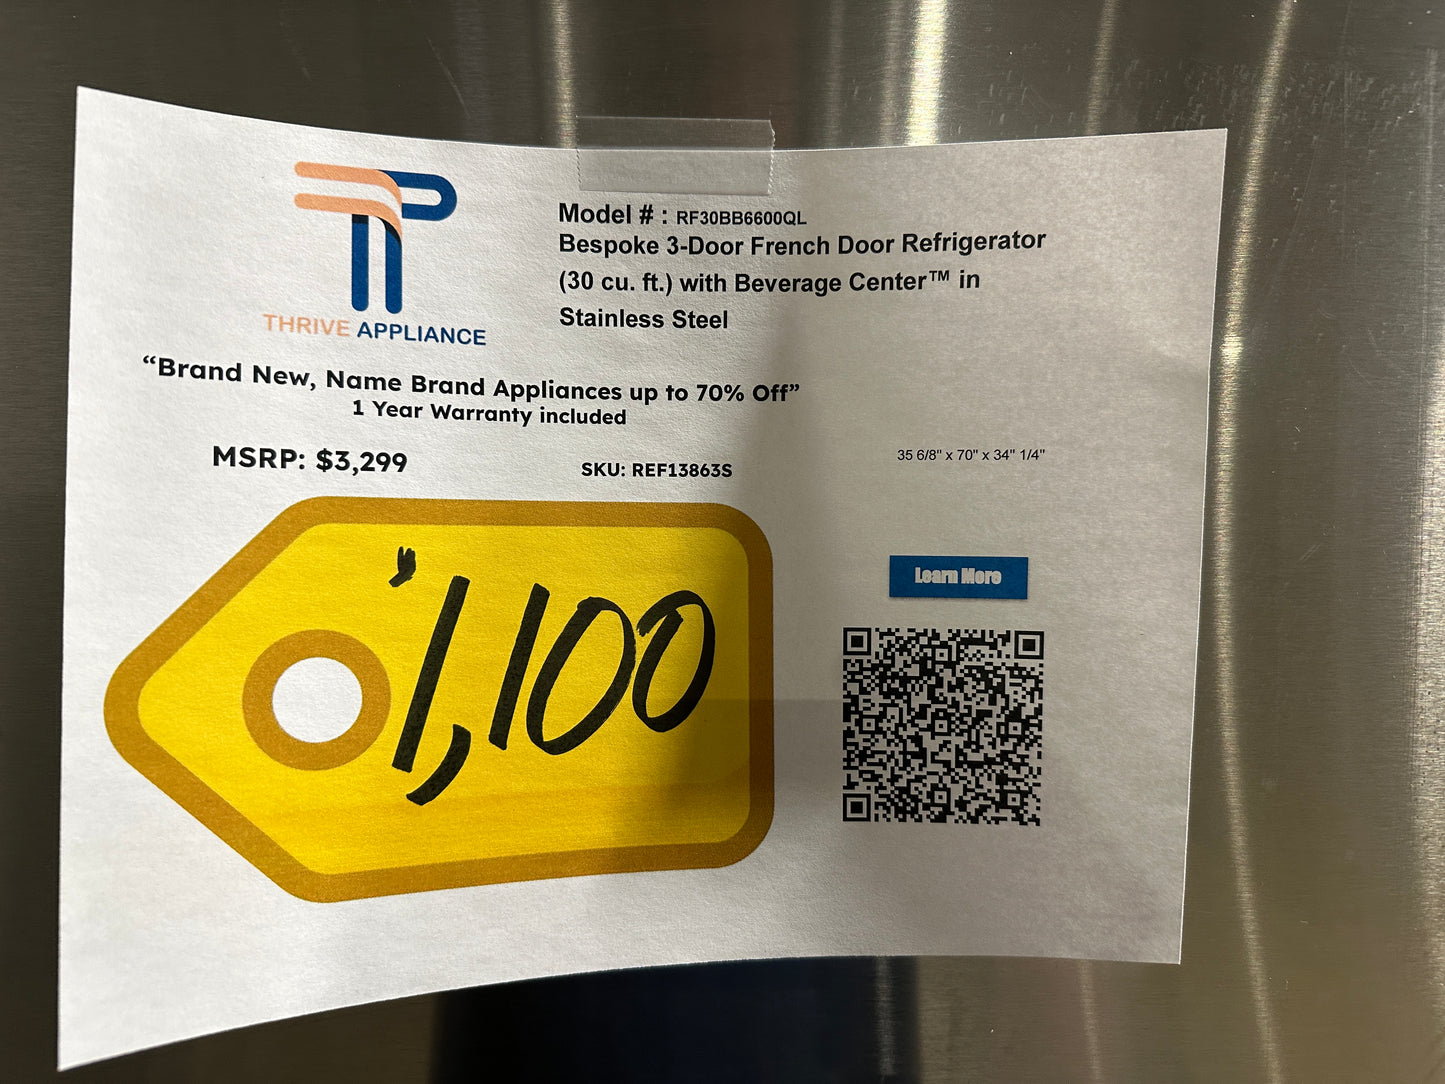 THRIVE APPLIANCE
Model # : RF30BB6600QL
Bespoke 3-Door French Door Refrigerator
(30 cu. ft.) with Beverage Center™ in
Stainless Steel
“Brand New, Name Brand Appliances up to 70% Off”
1 Year Warranty included
MSRP: $3,299
SKU: REF13863S
35 6/8" x 70" x 34" 1/4"
1,100
Learn More